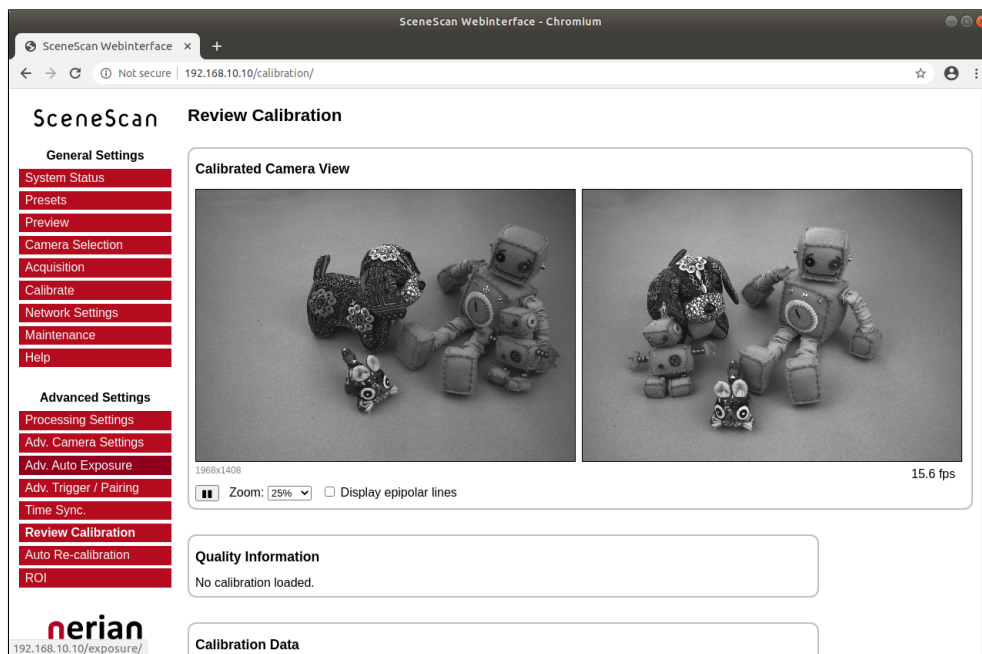 SceneScan Webinterface - Chromium
SceneScan Webinterface × +
Not secure | 192.168.10.10/calibration/
SceneScan
General Settings
System Status
Presets
Preview
Camera Selection
Acquisition
Calibrate
Network Settings
Maintenance
Help
Advanced Settings
Processing Settings
Adv. Camera Settings
Adv. Auto Exposure
Adv. Trigger / Pairing
Time Sync.
Review Calibration
Auto Re-calibration
ROI
nerian
192.168.10.10/exposure/
Review Calibration
Calibrated Camera View
1968x1408
15.6 fps
Zoom: 25% Display epipolar lines
Quality Information
No calibration loaded.
Calibration Data